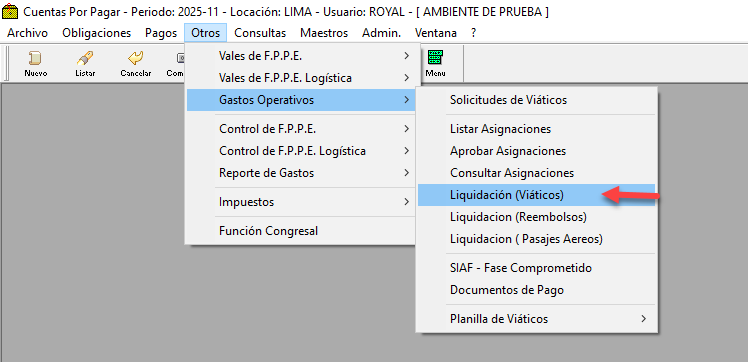 Cuentas Por Pagar - Periodo: 2025-11 - Locación: LIMA - Usuario: ROYAL - [ AMBIENTE DE PRUEBA ]
Archivo Obligaciones Pagos Otros Consultas Maestros Admin. Ventana ?
Nuevo Listar Cancelar Com Menu
Vales de F.P.P.E.
Vales de F.P.P.E. Logística
Gastos Operativos
Control de F.P.P.E.
Control de F.P.P.E. Logística
Reporte de Gastos
Impuestos
Función Congresal
Solicitudes de Viáticos
Listar Asignaciones
Aprobar Asignaciones
Consultar Asignaciones
Liquidación (Viáticos)
Liquidacion (Reembolsos)
Liquidacion ( Pasajes Aereos)
SIAF - Fase Comprometido
Documentos de Pago
Planilla de Viáticos